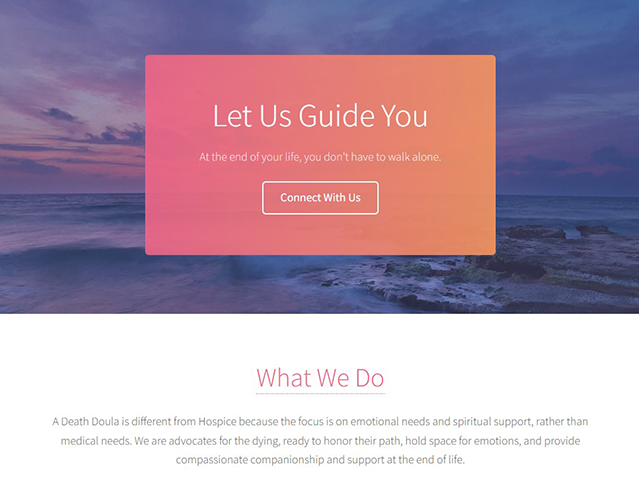 Let Us Guide You
At the end of your life, you don't have to walk alone.
Connect With Us
What We Do
A Death Doula is different from Hospice because the focus is on emotional needs and spiritual support, rather than
medical needs. We are advocates for the dying, ready to honor their path, hold space for emotions, and provide
compassionate companionship and support at the end of life.